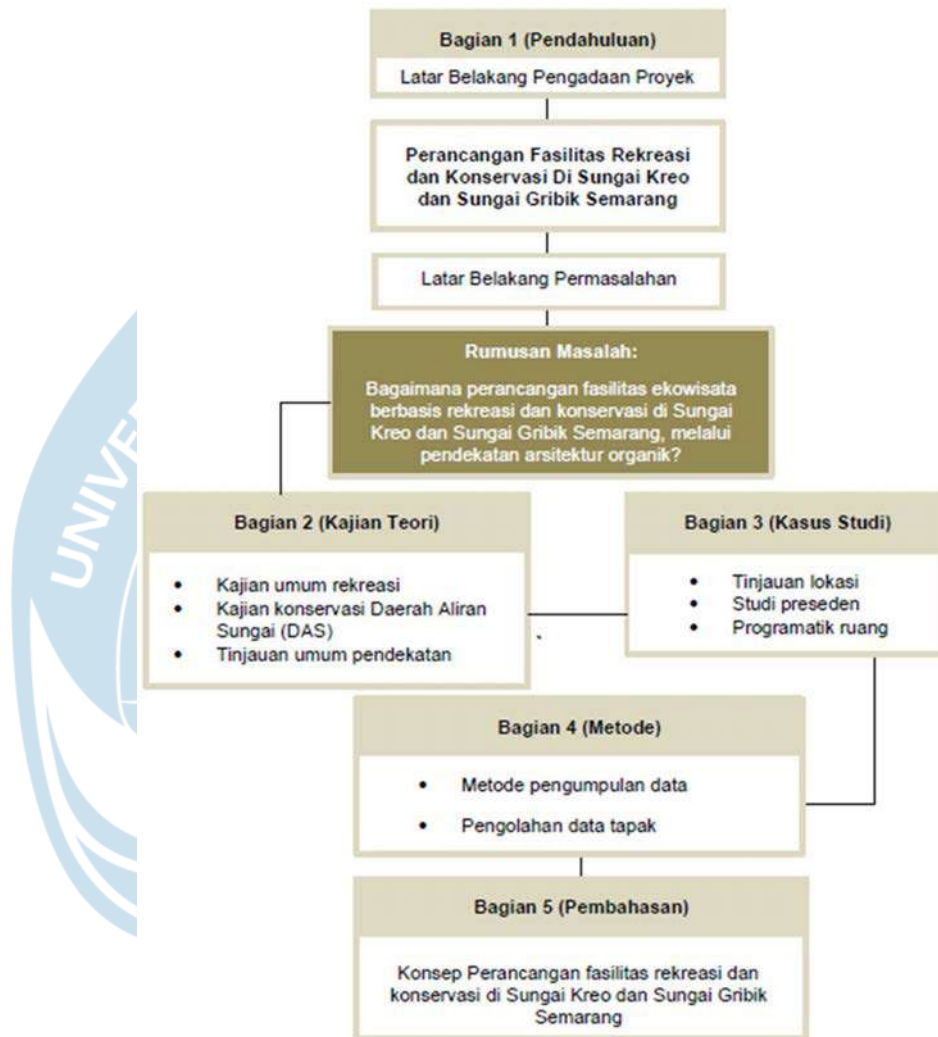 Bagian 1 (Pendahuluan)
Latar Belakang Pengadaan Proyek
Perancangan Fasilitas Rekreasi
dan Konservasi Di Sungai Kreo
dan Sungai Gribik Semarang
Latar Belakang Permasalahan
Rumusan Masalah:
Bagaimana perancangan fasilitas ekowisata
berbasis rekreasi dan konservasi di Sungai
Kreo dan Sungai Gribik Semarang, melalui
pendekatan arsitektur organik?
Bagian 2 (Kajian Teori)
• Kajian umum rekreasi
• Kajian konservasi Daerah Aliran
Sungai (DAS)
• Tinjauan umum pendekatan
Bagian 3 (Kasus Studi)
• Tinjauan lokasi
• Studi preseden
• Programatik ruang
Bagian 4 (Metode)
• Metode pengumpulan data
• Pengolahan data tapak
Bagian 5 (Pembahasan)
Konsep Perancangan fasilitas rekreasi dan
konservasi di Sungai Kreo dan Sungai Gribik
Semarang